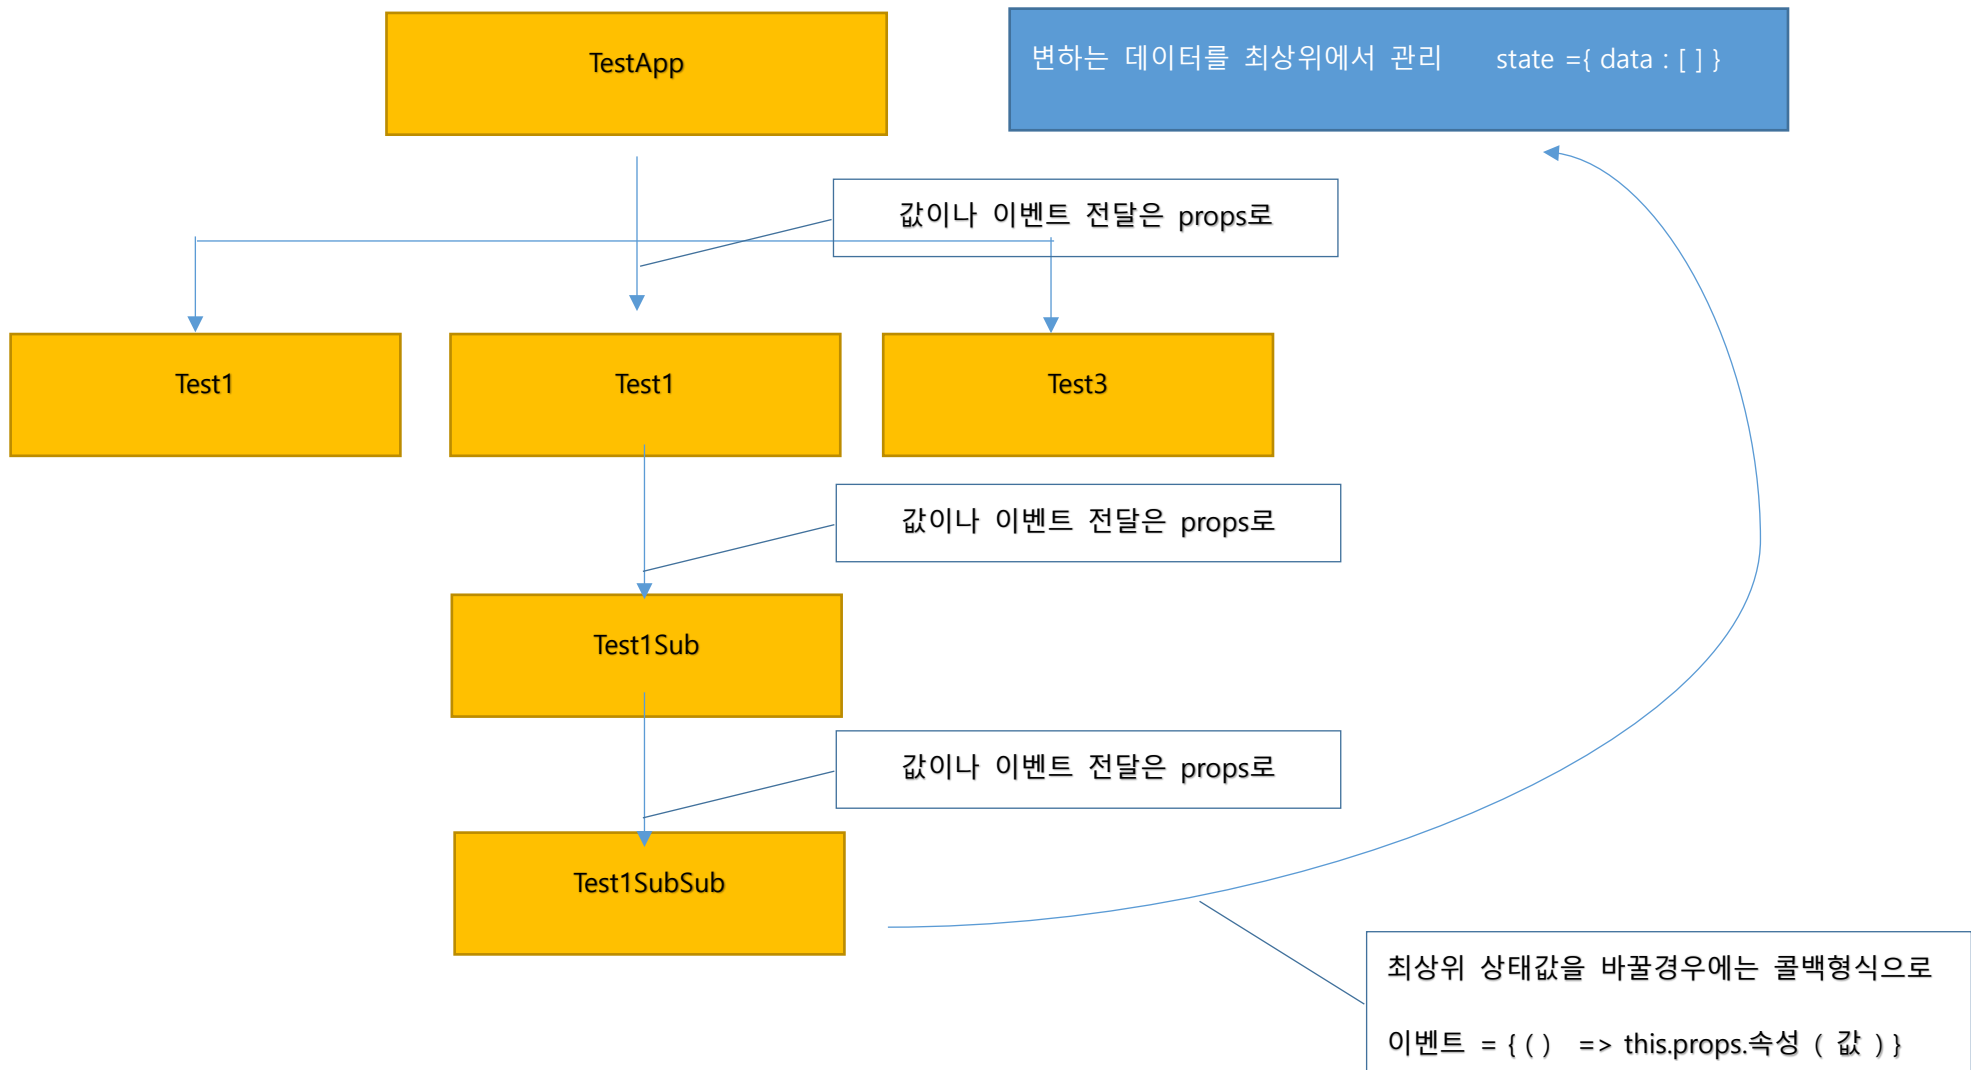 TestApp
변하는 데이터를 최상위에서 관리 state ={ data : [ ] }
값이나 이벤트 전달은 props로
Test1
Test1
Test3
값이나 이벤트 전달은 props로
Test1Sub
값이나 이벤트 전달은 props로
Test1SubSub
최상위 상태값을 바꿀경우에는 콜백형식으로
이벤트 = { ( ) => this.props.속성 ( 값 ) }